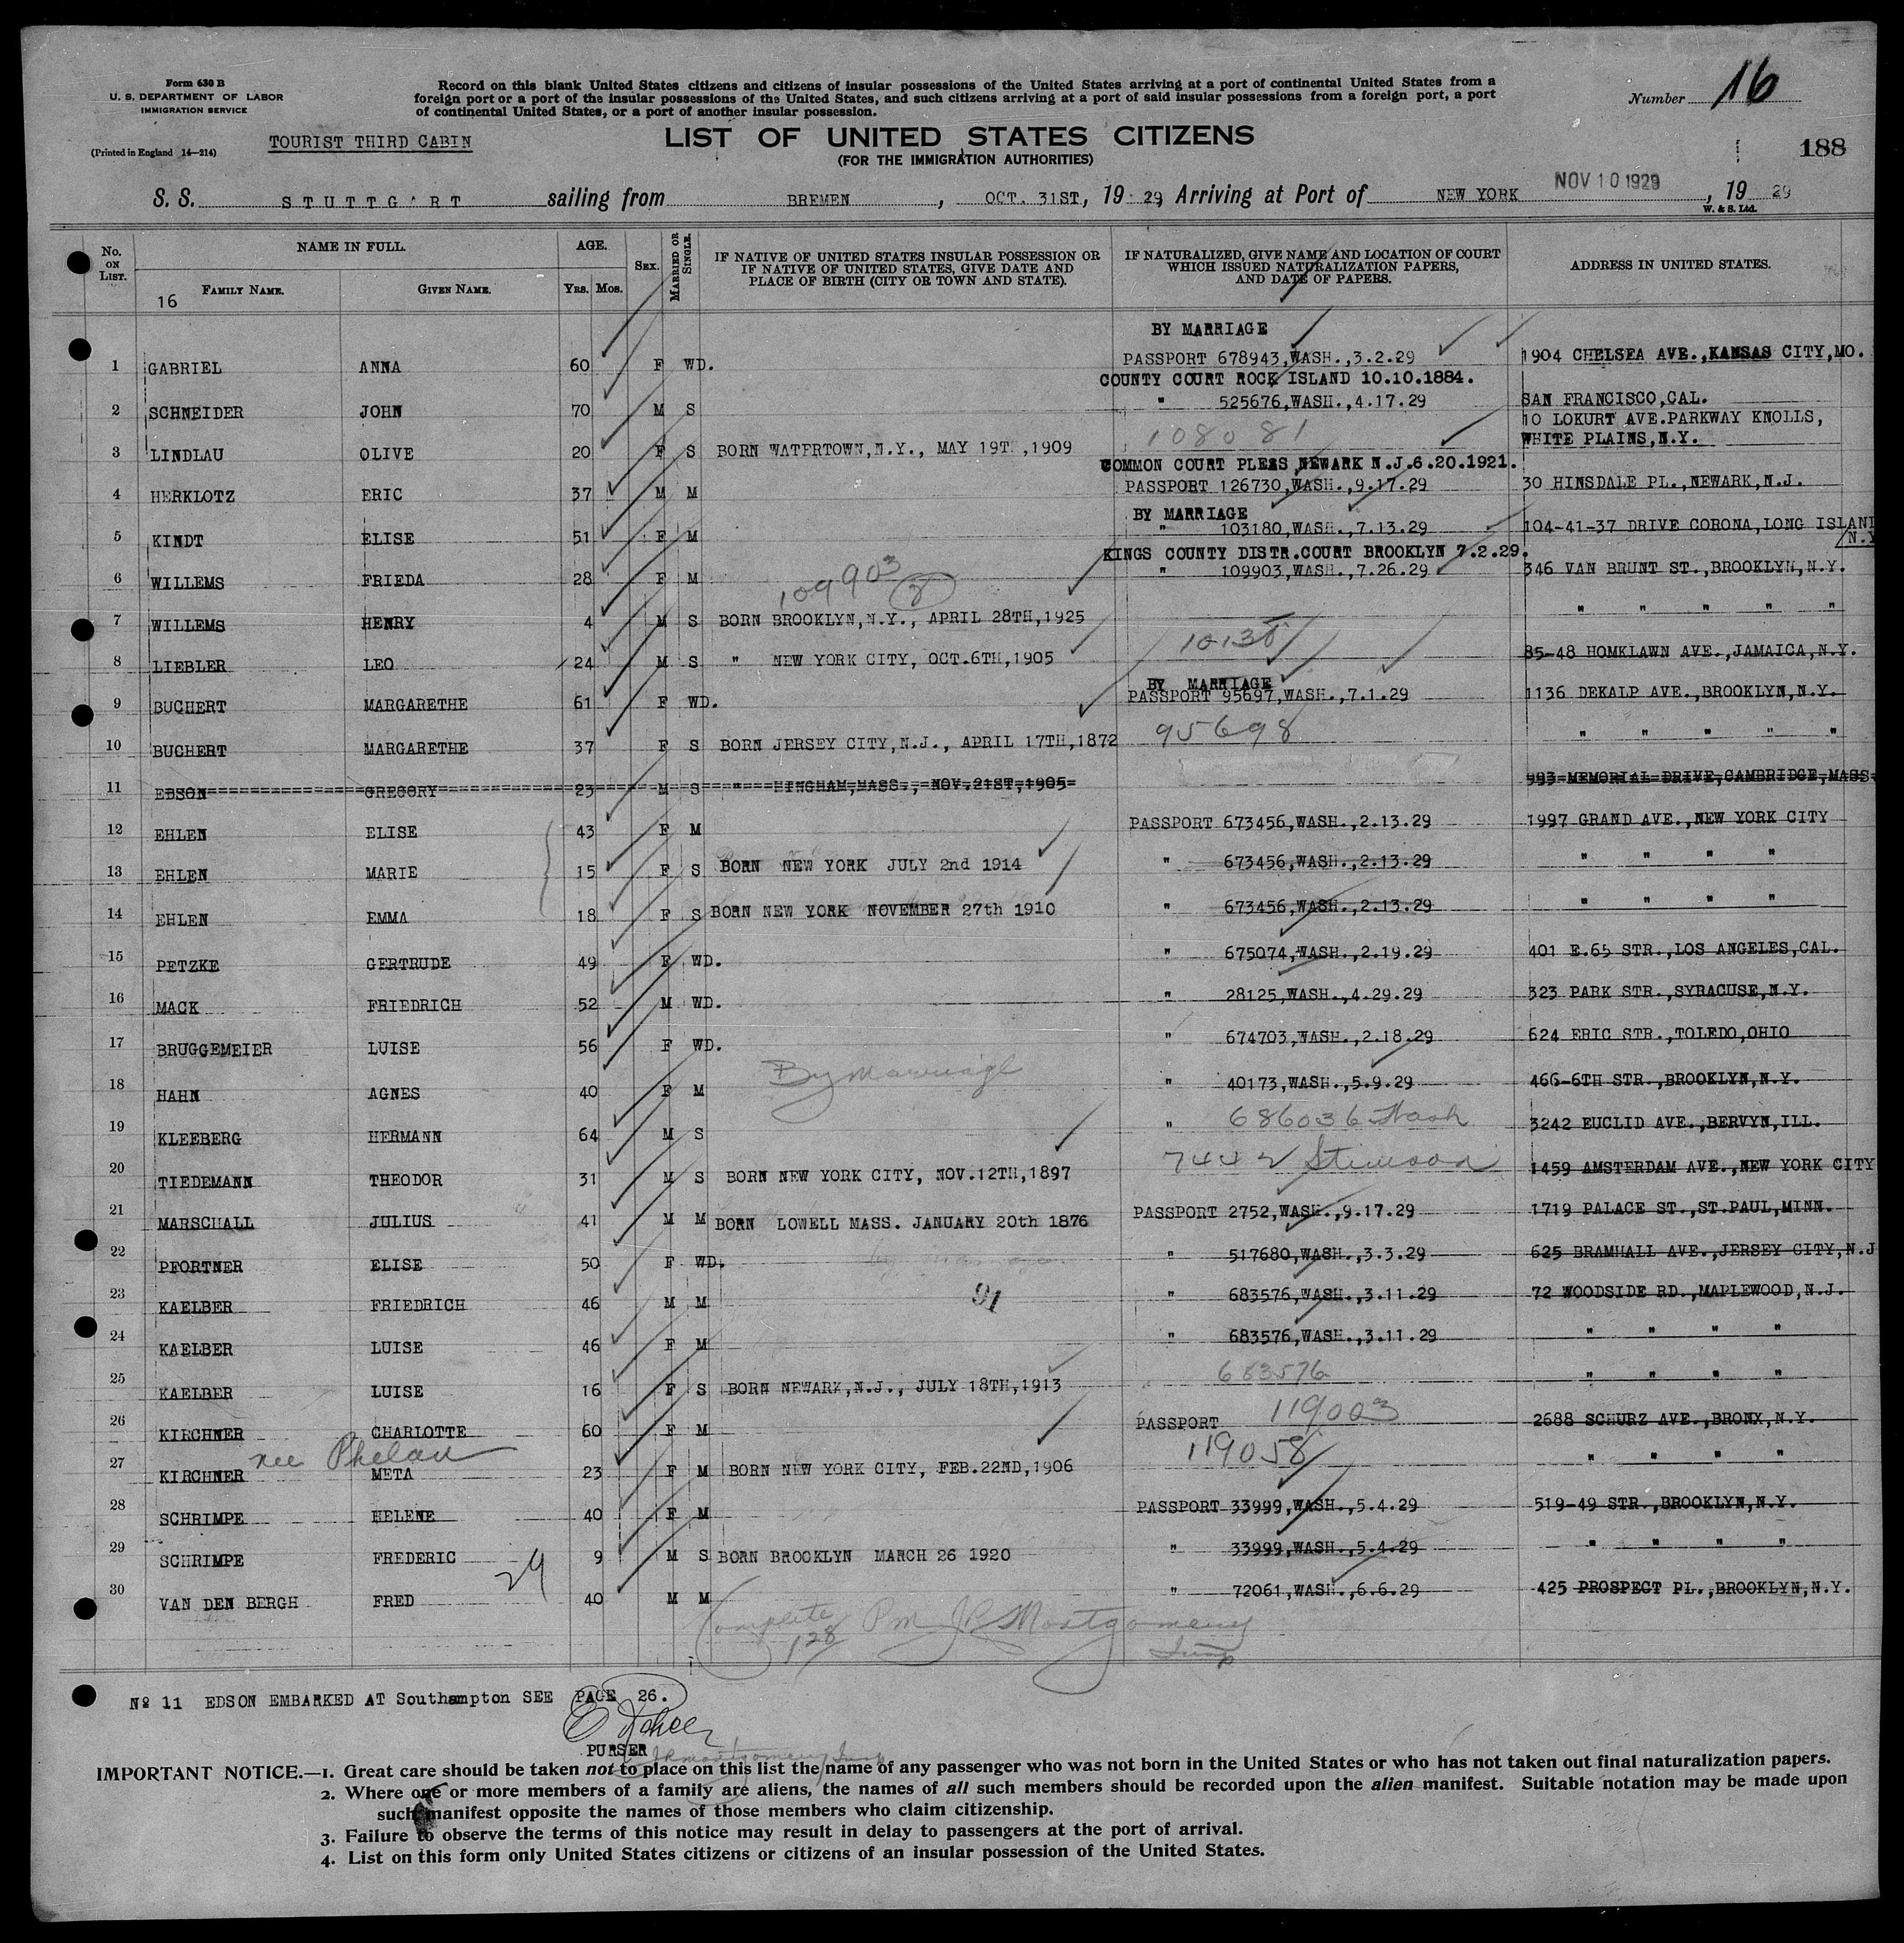 Form 630 B
U. S. DEPARTMENT OF LABOR
IMMIGRATION SERVICE
(Printed in England 14—214)
TOURIST THIRD CABIN
Record on this blank United States citizens and citizens of insular possessions of the United States arriving at a port of continental United States from a
foreign port or a port of the insular possessions of the United States, and such citizens arriving at a port of said insular possessions from a foreign port, a port
of continental United States, or a port of another insular possession.
LIST OF UNITED STATES CITIZENS
(FOR THE IMMIGRATION AUTHORITIES)
Number 16
188
S. S. STUTTGART sailing from BREMEN, OCT. 31ST, 19 29, Arriving at Port of NEW YORK NOV 10 1929, 19 29
W. & S. Ltd.
No. ON LIST.
NAME IN FULL.
16 FAMILY NAME. GIVEN NAME.
AGE. YRS. MOS.
SEX.
MARRIED OR SINGLE.
IF NATIVE OF UNITED STATES INSULAR POSSESSION OR
IF NATIVE OF UNITED STATES, GIVE DATE AND
PLACE OF BIRTH (CITY OR TOWN AND STATE).
IF NATURALIZED, GIVE NAME AND LOCATION OF COURT
WHICH ISSUED NATURALIZATION PAPERS,
AND DATE OF PAPERS.
ADDRESS IN UNITED STATES.
BY MARRIAGE
1 GABRIEL ANNA 60 F WD. PASSPORT 678943,WASH.,3.2.29 1904 CHELSEA AVE.,KANSAS CITY,MO.
COUNTY COURT ROCK ISLAND 10.10.1884.
2 SCHNEIDER JOHN 70 M S " 525676,WASH.,4.17.29 SAN FRANCISCO,CAL.
10 LOKURT AVE.PARKWAY KNOLLS,
3 LINDLAU OLIVE 20 F S BORN WATERTOWN,N.Y., MAY 19T ,1909 108081 WHITE PLAINS,N.Y.
COMMON COURT PLEAS NEWARK N.J.6.20.1921.
4 HERKLOTZ ERIC 37 M M PASSPORT 126730,WASH.,9.17.29 30 HINSDALE PL.,NEWARK,N.J.
BY MARRIAGE
5 KINDT ELISE 51 F M " 103180,WASH.,7.13.29 104-41-37 DRIVE CORONA,LONG ISLAND
N.Y
KINGS COUNTY DISTR.COURT BROOKLYN 7.2.29.
6 WILLEMS FRIEDA 28 F M " 109903,WASH.,7.26.29 346 VAN BRUNT ST.,BROOKLYN,N.Y.
109903
7 WILLEMS HENRY 4 M S BORN BROOKLYN,N.Y., APRIL 28TH,1925 " " " " "
8 LIEBLER LEO 24 M S " NEW YORK CITY, OCT.6TH,1905 85-48 HOMKLAWN AVE.,JAMAICA,N.Y.
BY MARRIAGE
9 BUCHERT MARGARETHE 61 F WD. PASSPORT 95697,WASH.,7.1.29 1136 DEKALP AVE.,BROOKLYN,N.Y.
10 BUCHERT MARGARETHE 37 F S BORN JERSEY CITY,N.J., APRIL 17TH,1872 95698 " " " " "
11 EDSON GREGORY 23 M S " HINGHAM,MASS., NOV.21ST,1905 993 MEMORIAL DRIVE,CAMBRIDGE,MASS
12 EHLEN ELISE 43 F M PASSPORT 673456,WASH.,2.13.29 1997 GRAND AVE.,NEW YORK CITY
13 EHLEN MARIE 15 F S BORN NEW YORK JULY 2nd 1914 " 673456,WASH.,2.13.29 " " " "
14 EHLEN EMMA 18 F S BORN NEW YORK NOVEMBER 27th 1910 " 673456,WASH.,2.13.29 " " " "
15 PETZKE GERTRUDE 49 F WD. " 675074,WASH.,2.19.29 401 E.65 STR.,LOS ANGELES,CAL.
16 MACK FRIEDRICH 52 M WD. " 28125,WASH.,4.29.29 323 PARK STR.,SYRACUSE,N.Y.
17 BRUGGEMEIER LUISE 56 F WD. " 674703,WASH.,2.18.29 624 ERIC STR.,TOLEDO,OHIO
18 HAHN AGNES 40 F M By Marriage " 40173,WASH.,5.9.29 466-6TH STR.,BROOKLYN,N.Y.
19 KLEEBERG HERMANN 64 M S " 686036 Wash 3242 EUCLID AVE.,BERVYN,ILL.
20 TIEDEMANN THEODOR 31 M S BORN NEW YORK CITY, NOV.12TH,1897 7442 Stimson 1459 AMSTERDAM AVE.,NEW YORK CITY
21 MARSCHALL JULIUS 41 M M BORN LOWELL MASS. JANUARY 20th 1876 PASSPORT 2752,WASH.,9.17.29 1719 PALACE ST.,ST.PAUL,MINN.
22 PFORTNER ELISE 50 F WD. " 517680,WASH.,3.3.29 625 BRAMHALL AVE.,JERSEY CITY,N.J
23 KAELBER FRIEDRICH 46 M M 91 " 683576,WASH.,3.11.29 72 WOODSIDE RD.,MAPLEWOOD,N.J.
24 KAELBER LUISE 46 F M " 683576,WASH.,3.11.29 " " " "
25 KAELBER LUISE 16 F S BORN NEWARK,N.J., JULY 18TH,1913 683576 " " " "
26 KIRCHNER CHARLOTTE 60 F M PASSPORT 119003 2688 SCHURZ AVE.,BRONX,N.Y.
nee Phelan
27 KIRCHNER META 23 F M BORN NEW YORK CITY, FEB.22ND,1906 119058 " " " "
28 SCHRIMPE HELENE 40 F M PASSPORT 33999,WASH.,5.4.29 519-49 STR.,BROOKLYN,N.Y.
29 SCHRIMPE FREDERIC 9 M S BORN BROOKLYN MARCH 26 1920 " 33999,WASH.,5.4.29 " " " "
29
30 VAN DEN BERGH FRED 40 M M " 72061,WASH.,6.6.29 425 PROSPECT PL.,BROOKLYN,N.Y.
Complete Montgomery
128 Insp
Nº 11 EDSON EMBARKED AT Southampton SEE PAGE 26.
PURSER
IMPORTANT NOTICE.—1. Great care should be taken not to place on this list the name of any passenger who was not born in the United States or who has not taken out final naturalization papers.
2. Where one or more members of a family are aliens, the names of all such members should be recorded upon the alien manifest. Suitable notation may be made upon
such manifest opposite the names of those members who claim citizenship.
3. Failure to observe the terms of this notice may result in delay to passengers at the port of arrival.
4. List on this form only United States citizens or citizens of an insular possession of the United States.